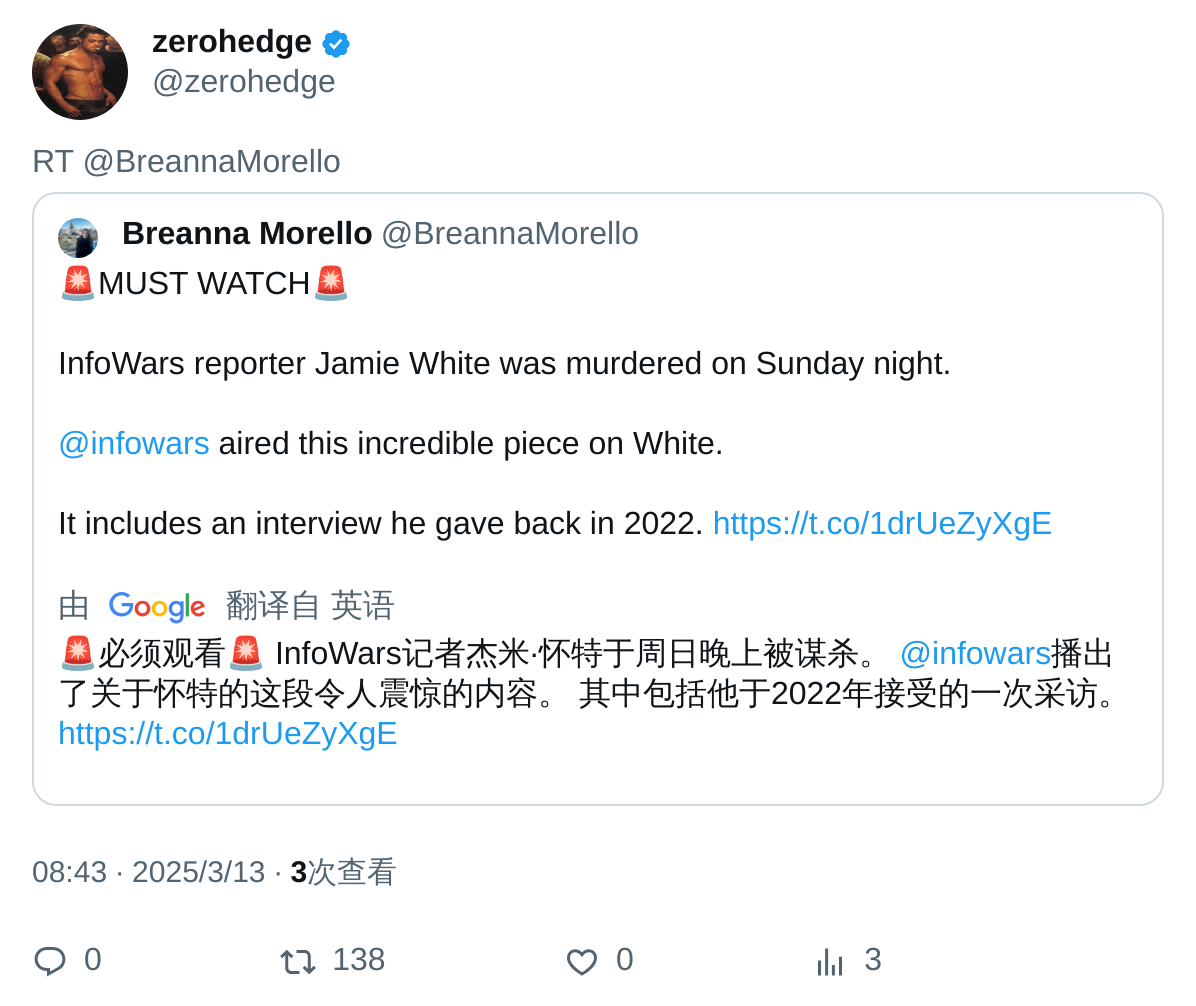 zerohedge
@zerohedge
RT @BreannaMorello
Breanna Morello @BreannaMorello
🚨MUST WATCH🚨
InfoWars reporter Jamie White was murdered on Sunday night.
@infowars aired this incredible piece on White.
It includes an interview he gave back in 2022. https://t.co/1drUeZyXgE
由 Google 翻译自 英语
🚨必须观看🚨 InfoWars记者杰米·怀特于周日晚上被谋杀。 @infowars播出
了关于怀特的这段令人震惊的内容。 其中包括他于2022年接受的一次采访。
https://t.co/1drUeZyXgE
08:43 · 2025/3/13 · 3次查看
0 138 0 3